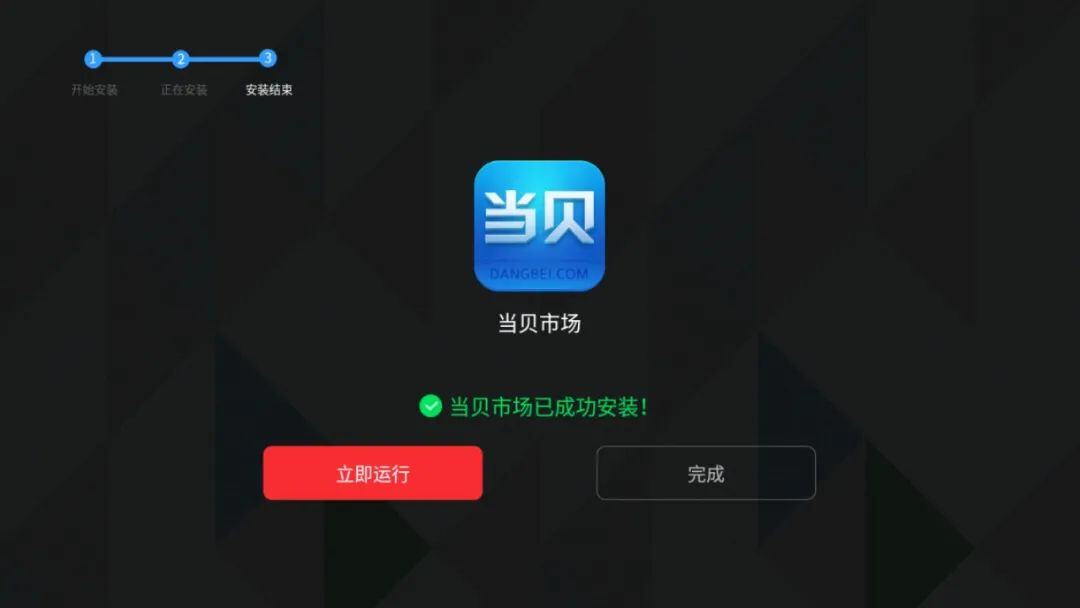 1 2 3
开始安装 正在安装 安装结束
当贝
DANGBEI.COM
当贝市场
当贝市场已成功安装!
立即运行 完成